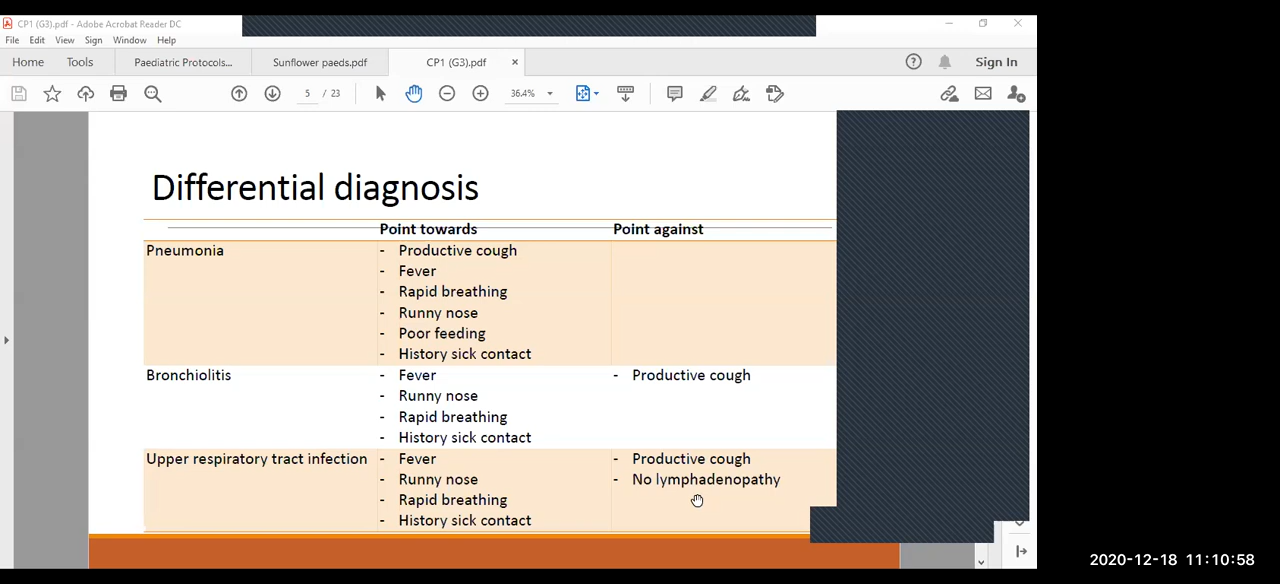 CP1 (G3).pdf - Adobe Acrobat Reader DC
File Edit View Sign Window Help
Home Tools Paediatric Protocols... Sunflower paeds.pdf CP1 (G3).pdf × Sign In
5 / 23 36.4%
Differential diagnosis
Point towards Point against
Pneumonia - Productive cough
- Fever
- Rapid breathing
- Runny nose
- Poor feeding
- History sick contact
Bronchiolitis - Fever - Productive cough
- Runny nose
- Rapid breathing
- History sick contact
Upper respiratory tract infection - Fever - Productive cough
- Runny nose - No lymphadenopathy
- Rapid breathing
- History sick contact
2020-12-18 11:10:58